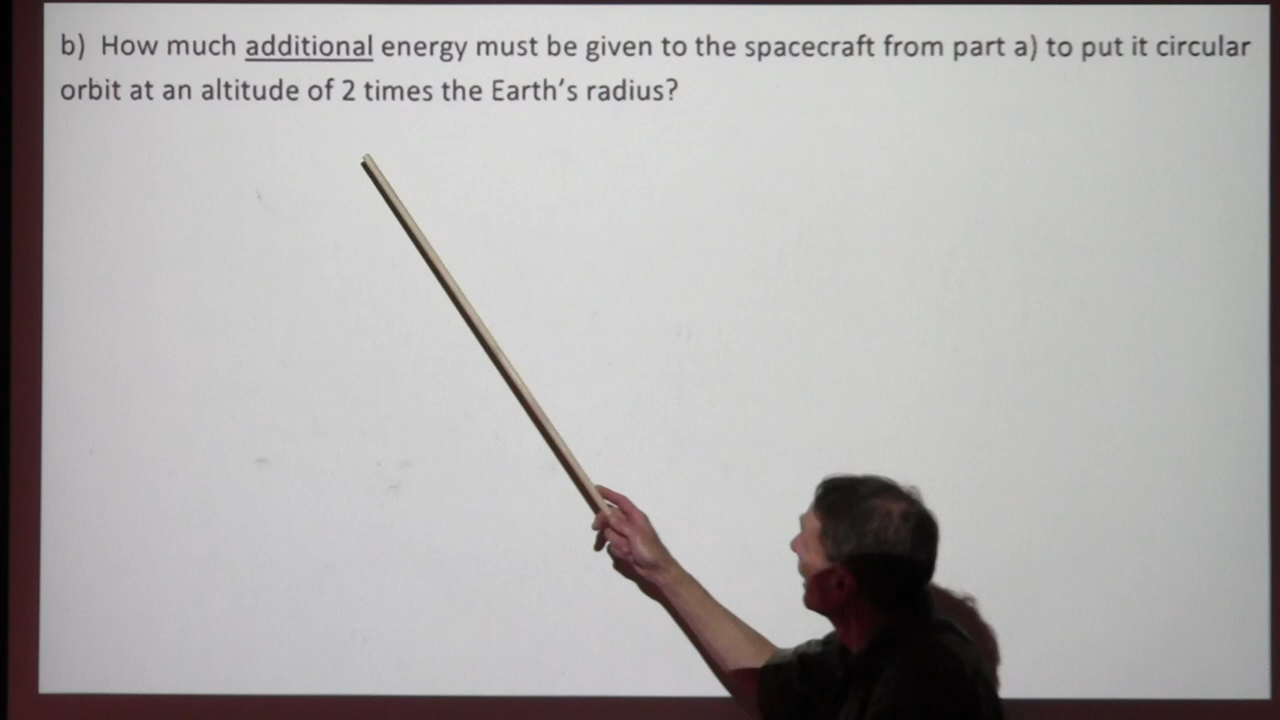 b) How much additional energy must be given to the spacecraft from part a) to put it circular
orbit at an altitude of 2 times the Earth’s radius?